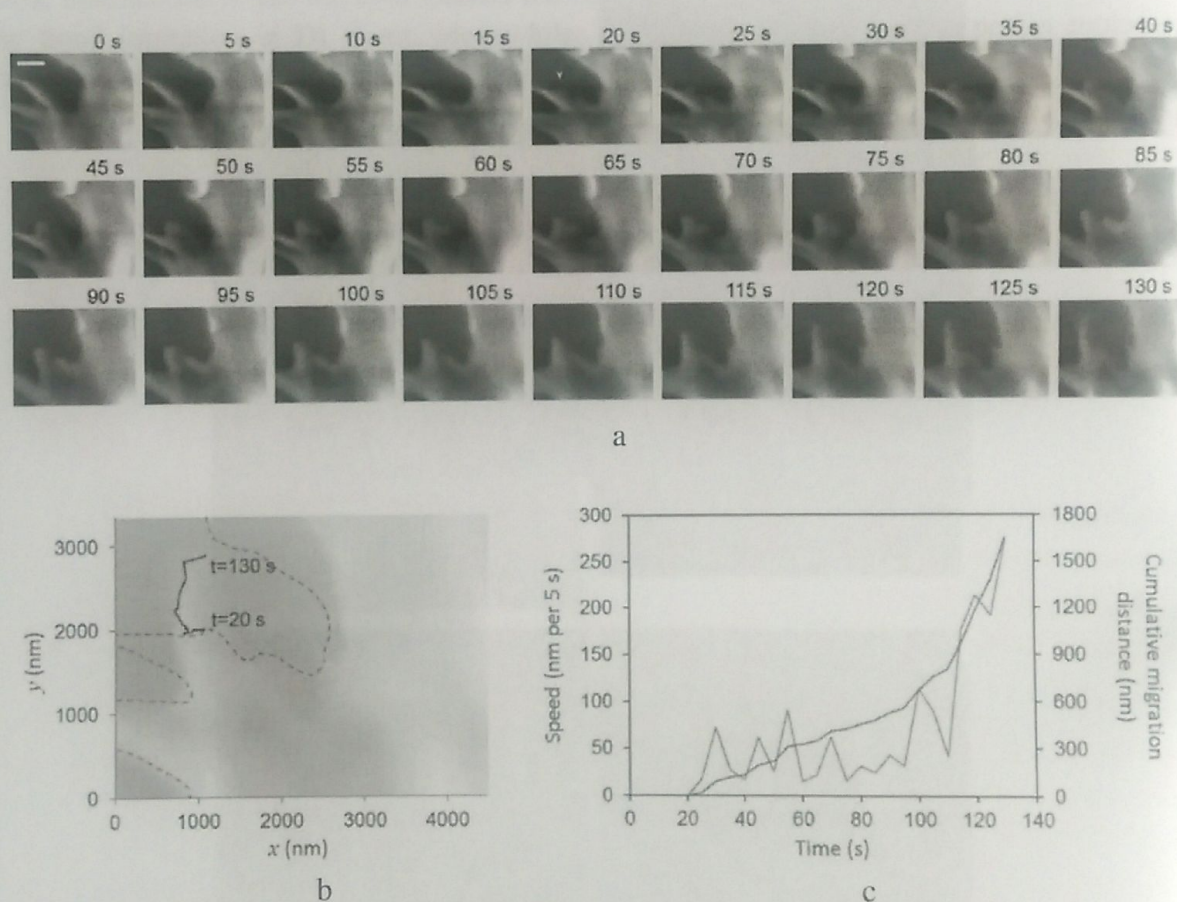 0 s 5 s 10 s 15 s 20 s 25 s 30 s 35 s 40 s
45 s 50 s 55 s 60 s 65 s 70 s 75 s 80 s 85 s
90 s 95 s 100 s 105 s 110 s 115 s 120 s 125 s 130 s
a
3000
2000
1000
0
y (nm)
t=130 s
t=20 s
0 1000 2000 3000 4000
x (nm)
b
300
250
200
150
100
50
0
Speed (nm per 5 s)
1800
1500
1200
900
600
300
0
Cumulative migration
distance (nm)
0 20 40 60 80 100 120 140
Time (s)
c